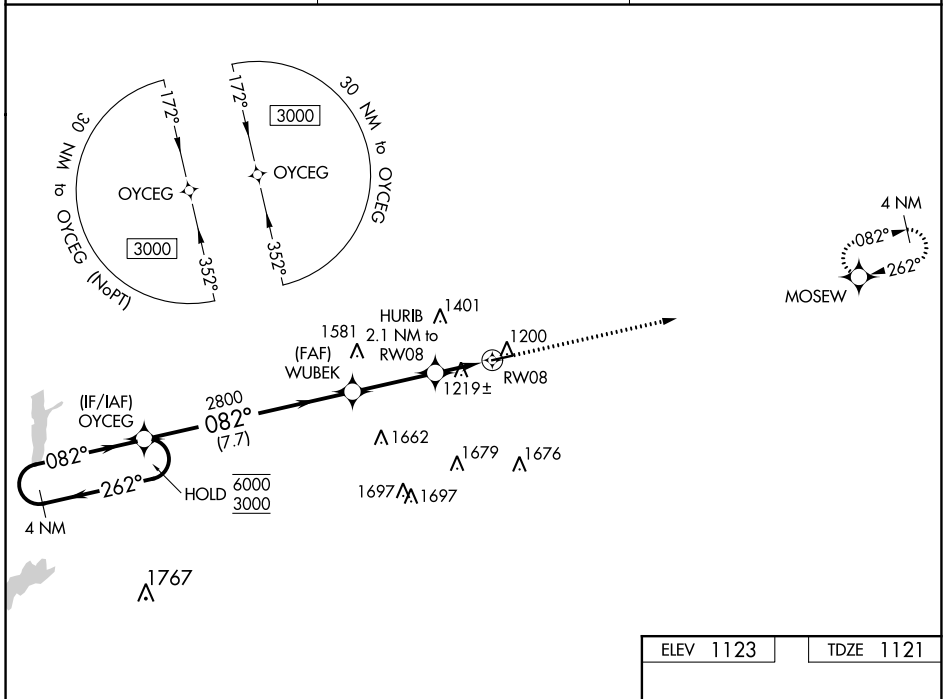 172°
3000
30 NM to OYCEG
172°
OYCEG
OYCEG
3000
352°
352°
30 NM to OYCEG (NoPT)
4 NM
082°
262°
MOSEW
HURIB
2.1 NM to
RW08
1401
1581
(FAF)
WUBEK
1200
RW08
1219±
(IF/IAF)
OYCEG
2800
082°
(7.7)
082°
262°
4 NM
HOLD
6000
3000
1662
1679
1676
1697
1697
1767
ELEV 1123
TDZE 1121